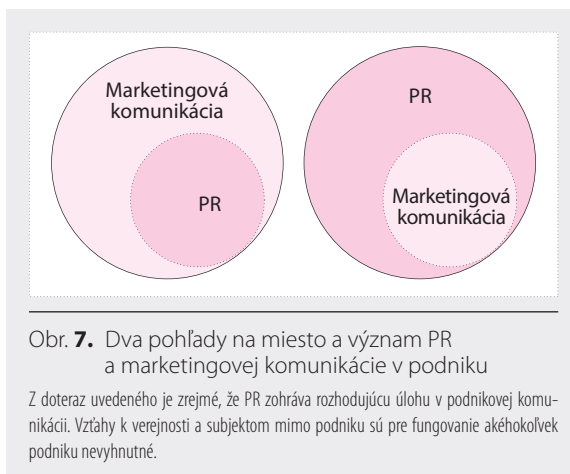 Marketingová
komunikácia
PR
PR
Marketingová
komunikácia
Obr. 7. Dva pohľady na miesto a význam PR
a marketingovej komunikácie v podniku
Z doteraz uvedeného je zrejmé, že PR zohráva rozhodujúcu úlohu v podnikovej komu-
nikácii. Vzťahy k verejnosti a subjektom mimo podniku sú pre fungovanie akéhokoľvek
podniku nevyhnutné.